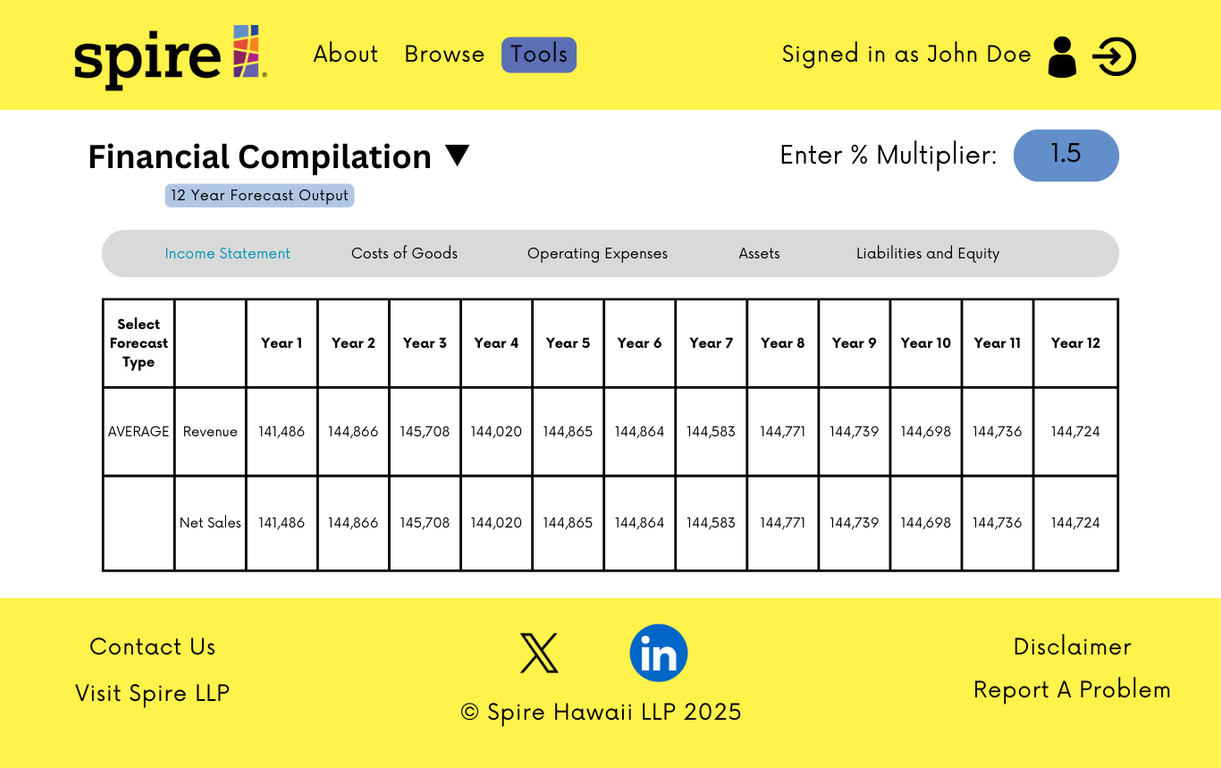 spire ®
About Browse Tools
Signed in as John Doe
Financial Compilation ▼
Enter % Multiplier: 1.5
12 Year Forecast Output
Income Statement Costs of Goods Operating Expenses Assets Liabilities and Equity
Select Forecast Type Year 1 Year 2 Year 3 Year 4 Year 5 Year 6 Year 7 Year 8 Year 9 Year 10 Year 11 Year 12
AVERAGE Revenue 141,486 144,866 145,708 144,020 144,865 144,864 144,583 144,771 144,739 144,698 144,736 144,724
Net Sales 141,486 144,866 145,708 144,020 144,865 144,864 144,583 144,771 144,739 144,698 144,736 144,724
Contact Us
Visit Spire LLP
X in
© Spire Hawaii LLP 2025
Disclaimer
Report A Problem